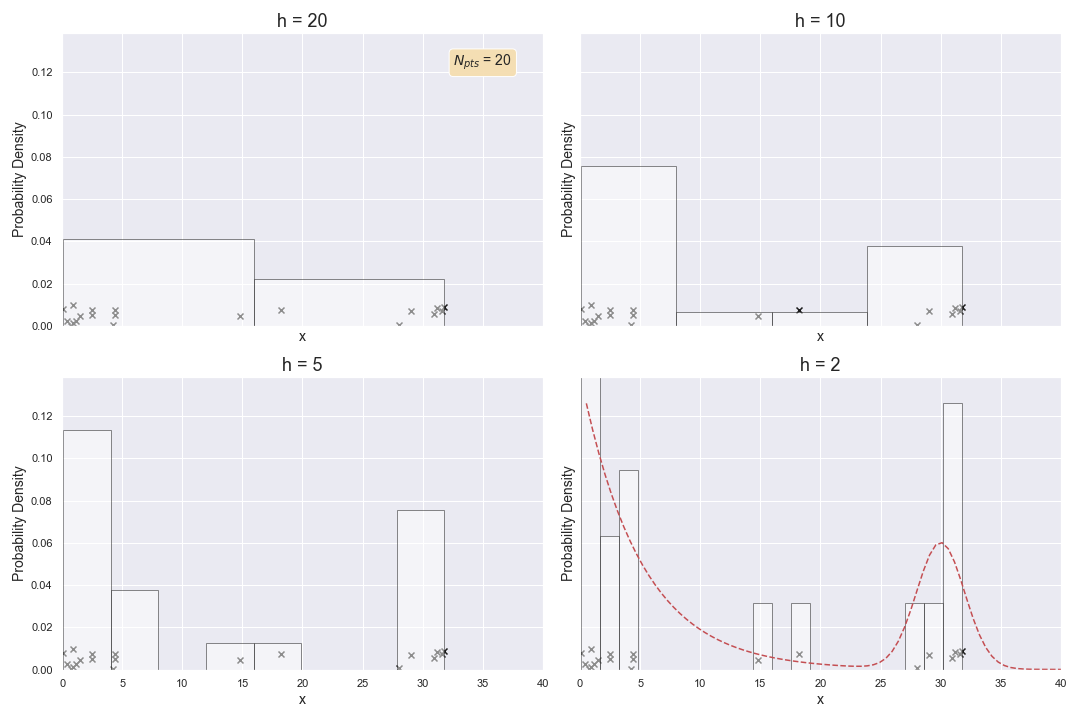 h = 20
h = 10
Probability Density
0.12
0.10
0.08
0.06
0.04
0.02
0.00
N_pts = 20
x
Probability Density
x
h = 5
h = 2
Probability Density
0.12
0.10
0.08
0.06
0.04
0.02
0.00
0 5 10 15 20 25 30 35 40
x
Probability Density
0 5 10 15 20 25 30 35 40
x